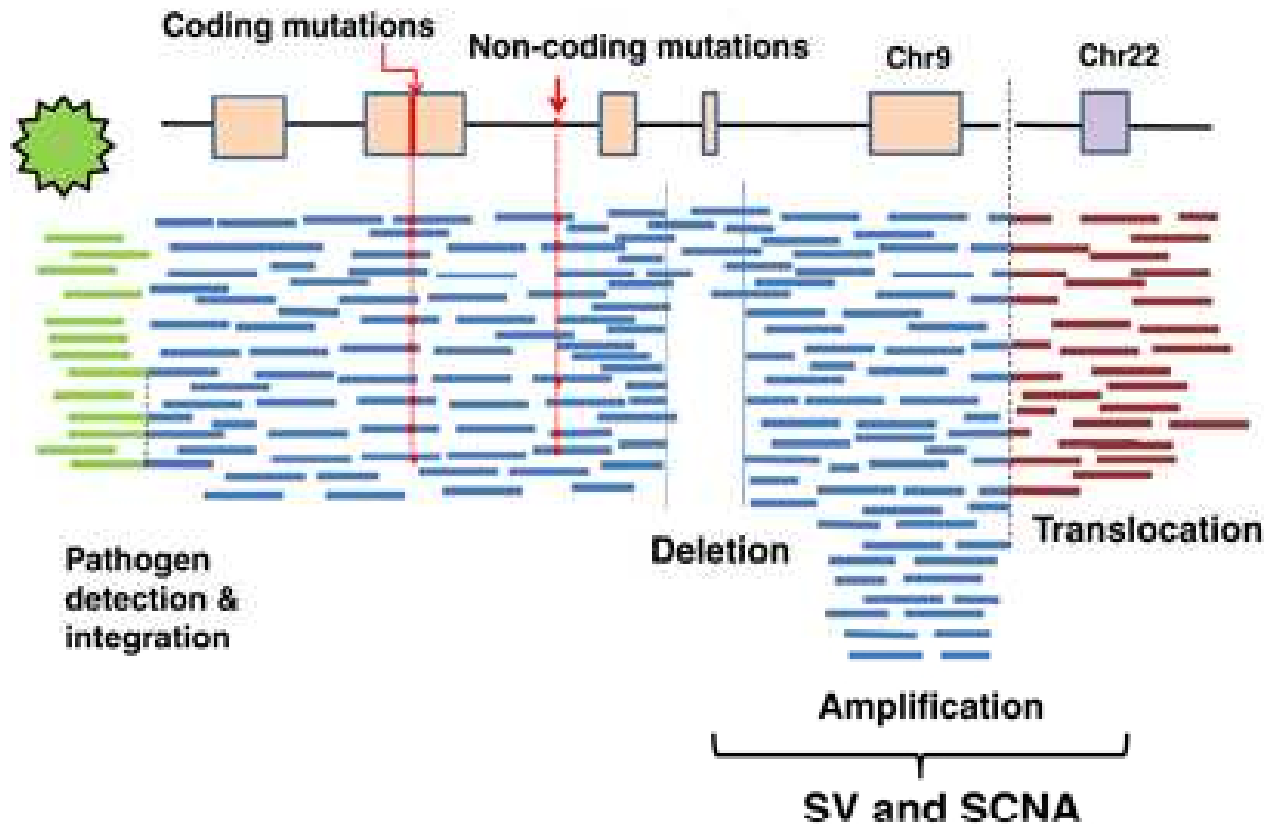 Coding mutations
Non-coding mutations
Chr9
Chr22
Translocation
Deletion
Pathogen
detection &
integration
Amplification
SV and SCNA